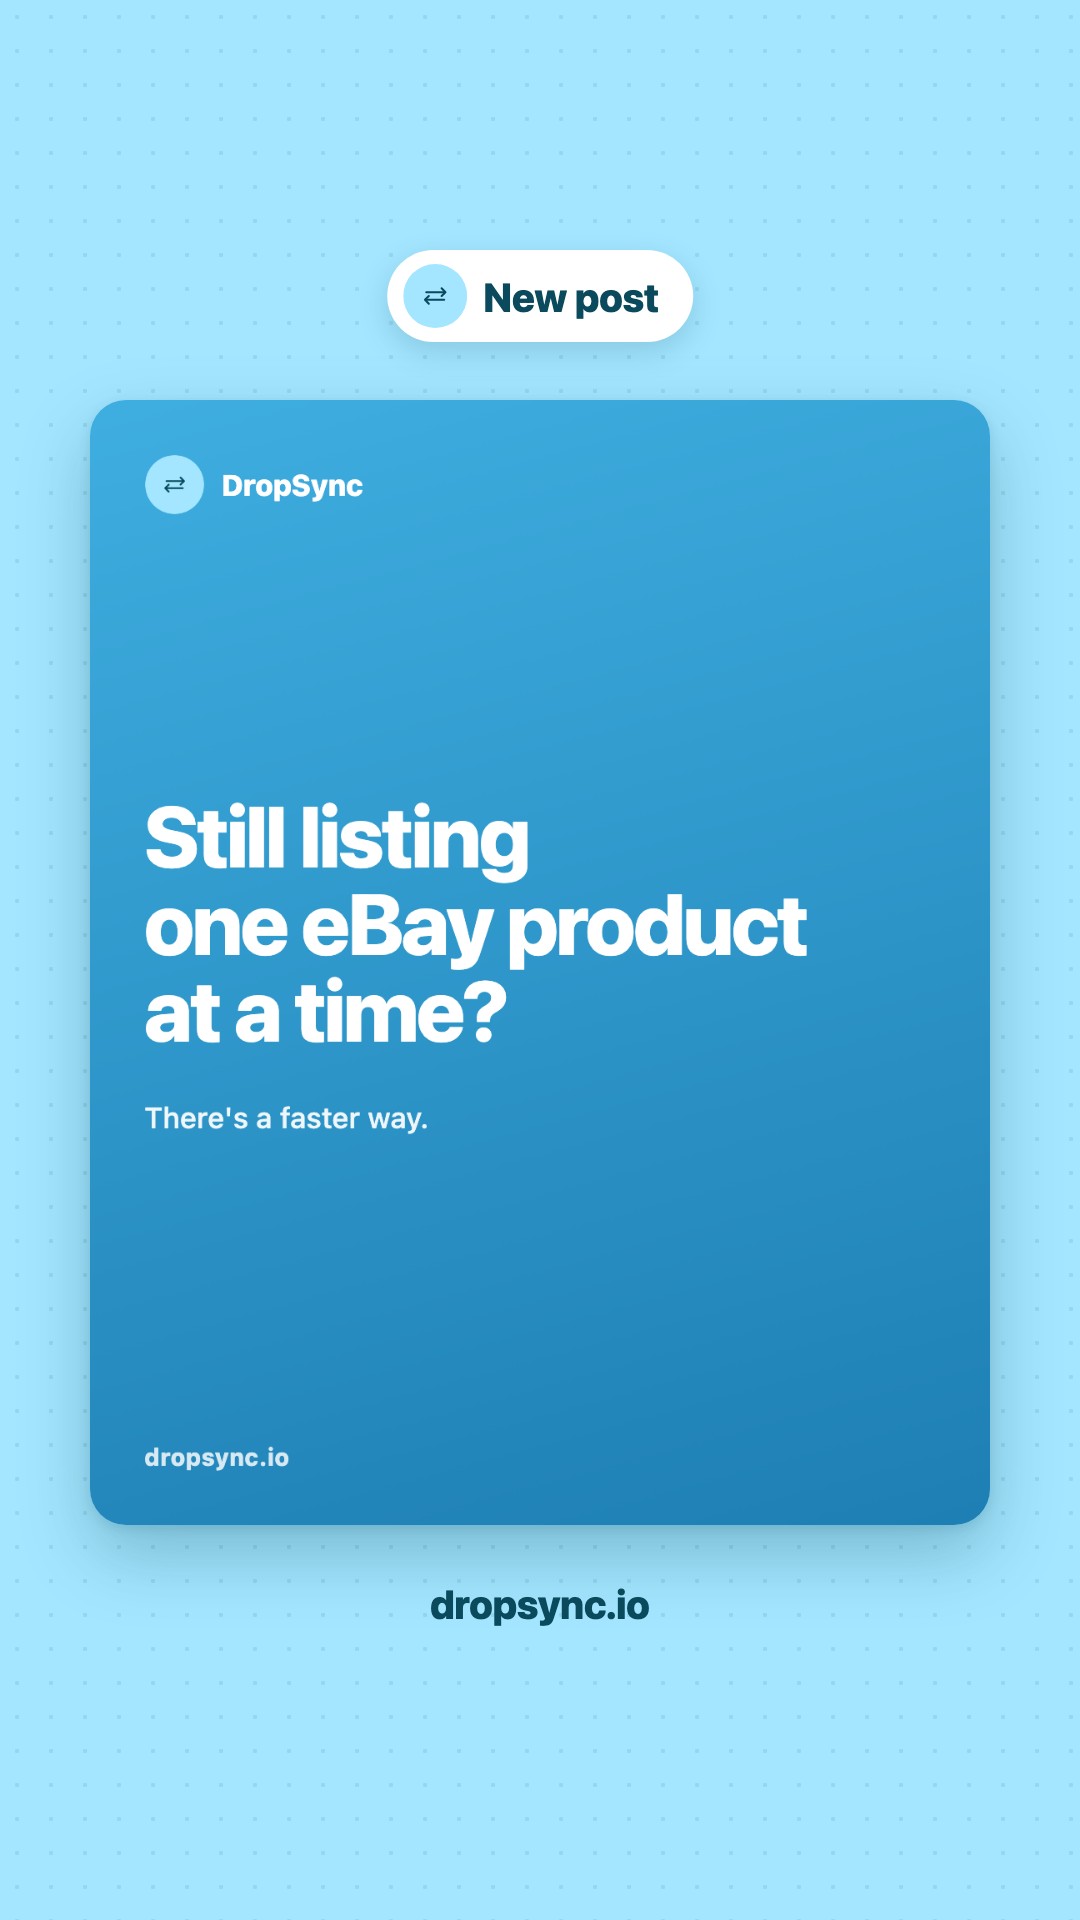 New post
DropSync
Still listing
one eBay product
at a time?
There's a faster way.
dropsync.io
dropsync.io